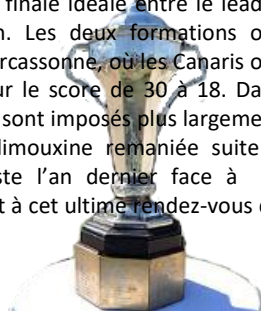 finale idéale entre le lead
Les deux formations o
rcassonne, où les Canaris o
ur le score de 30 à 18. Da
sont imposés plus largeme
limouxine remaniée suite
ste l'an dernier face à
t à cet ultime rendez-vous